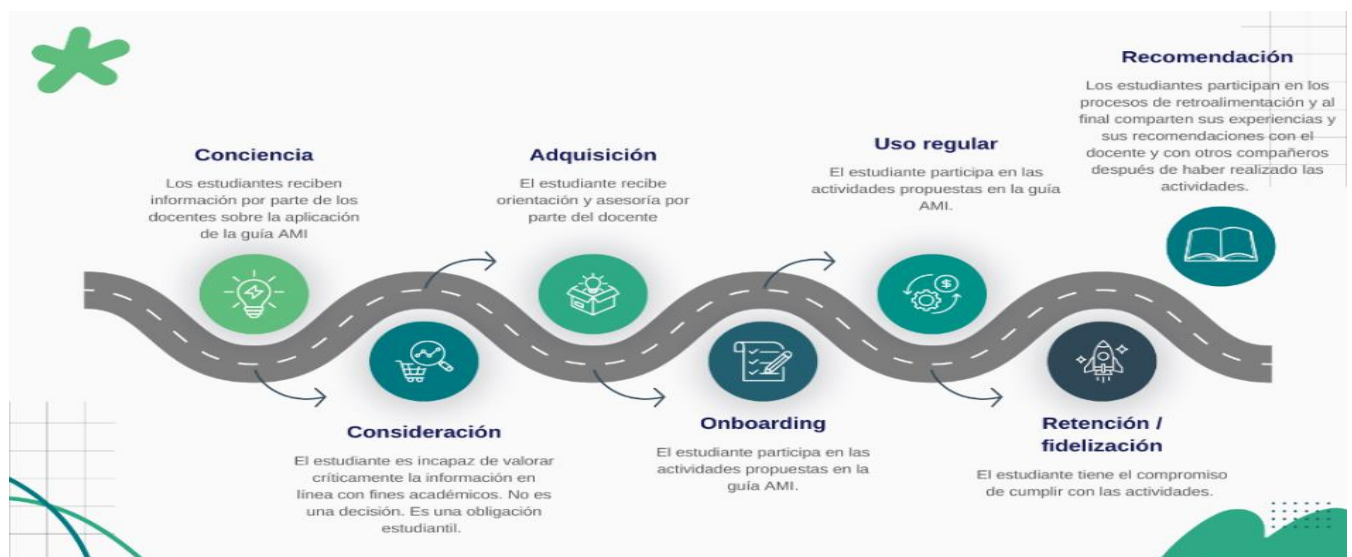 Conciencia
Los estudiantes reciben
información por parte de los
docentes sobre la aplicación
de la guía AMI
Consideración
El estudiante es incapaz de valorar
críticamente la información en
línea con fines académicos. No es
una decisión. Es una obligación
estudiantil.
Adquisición
El estudiante recibe
orientación y asesoría por
parte del docente
Onboarding
El estudiante participa en las
actividades propuestas en la
guía AMI.
Uso regular
El estudiante participa en las
actividades propuestas en la guía
AMI.
Retención /
fidelización
El estudiante tiene el compromiso
de cumplir con las actividades.
Recomendación
Los estudiantes participan en los
procesos de retroalimentación y al
final comparten sus experiencias y
sus recomendaciones con el
docente y con otros compañeros
después de haber realizado las
actividades.
$